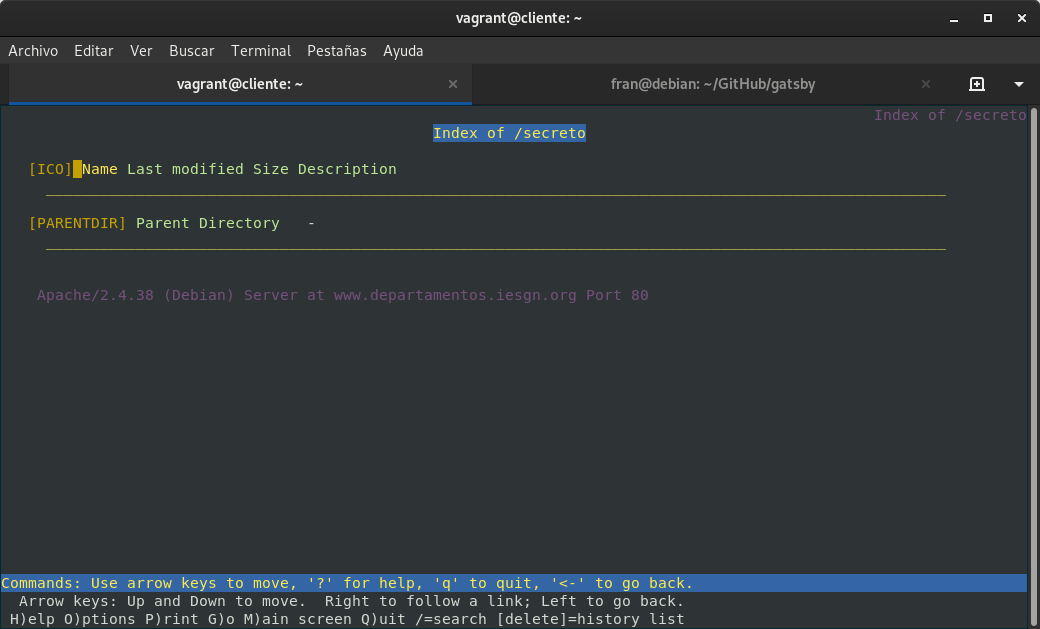 vagrant@cliente: ~
Archivo Editar Ver Buscar Terminal Pestañas Ayuda
vagrant@cliente: ~ fran@debian: ~/GitHub/gatsby
Index of /secreto
Index of /secreto
[ICO] Name Last modified Size Description
[PARENTDIR] Parent Directory -
Apache/2.4.38 (Debian) Server at www.departamentos.iesgn.org Port 80
Commands: Use arrow keys to move, '?' for help, 'q' to quit, '<-' to go back.
Arrow keys: Up and Down to move. Right to follow a link; Left to go back.
H)elp O)ptions P)rint G)o M)ain screen Q)uit /=search [delete]=history list